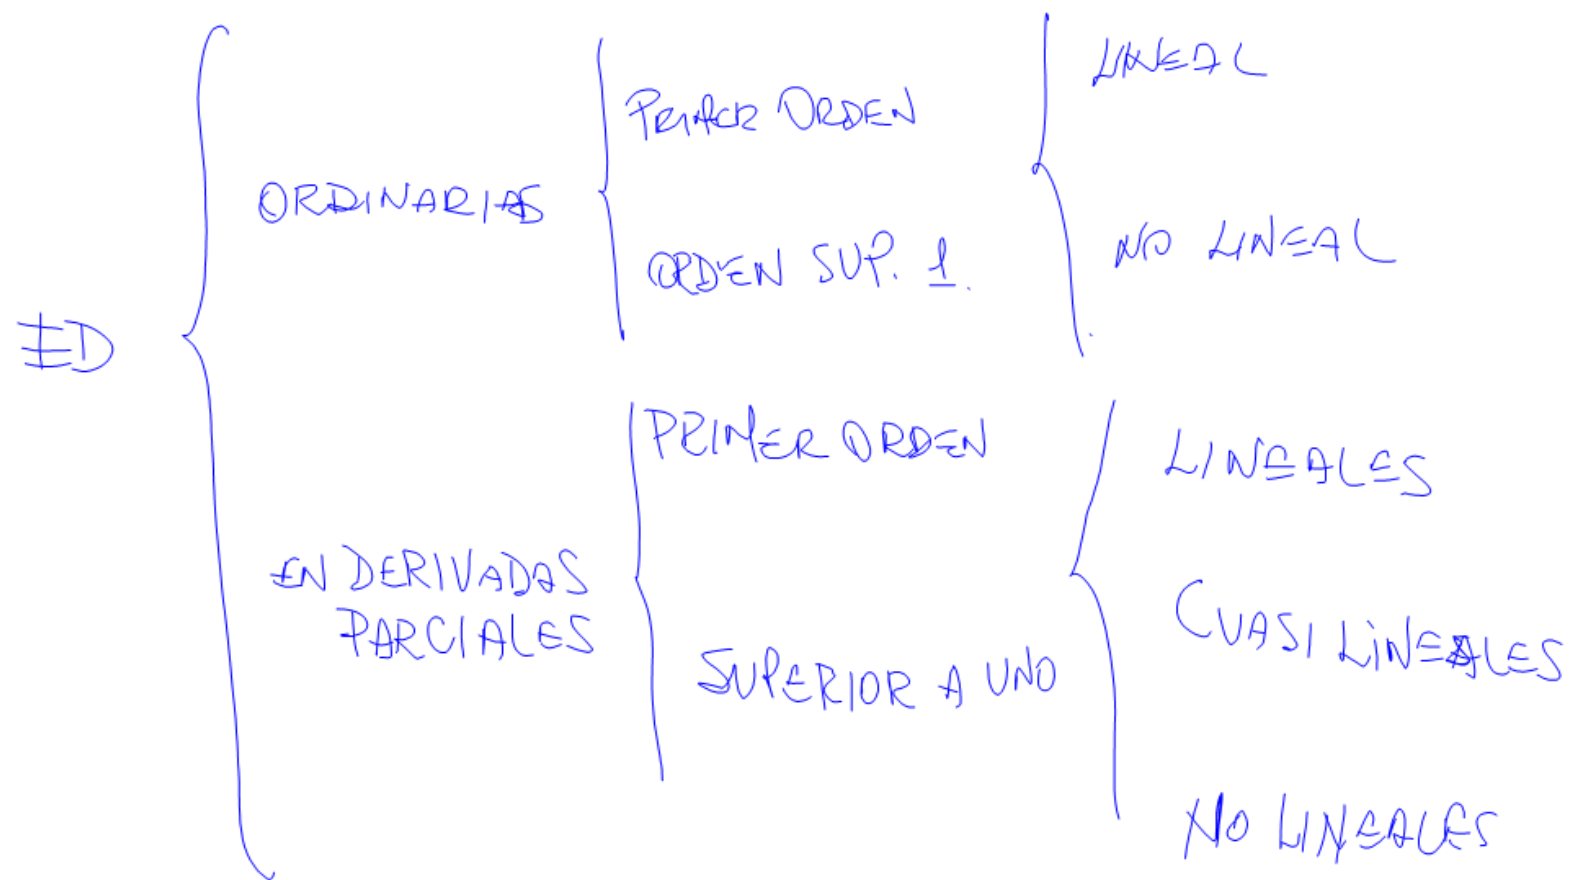 ED
ORDINARIAS
PRIMER ORDEN
ORDEN SUP. 1.
LINEAL
NO LINEAL
EN DERIVADAS
PARCIALES
PRIMER ORDEN
SUPERIOR A UNO
LINEALES
CUASI LINEALES
NO LINEALES